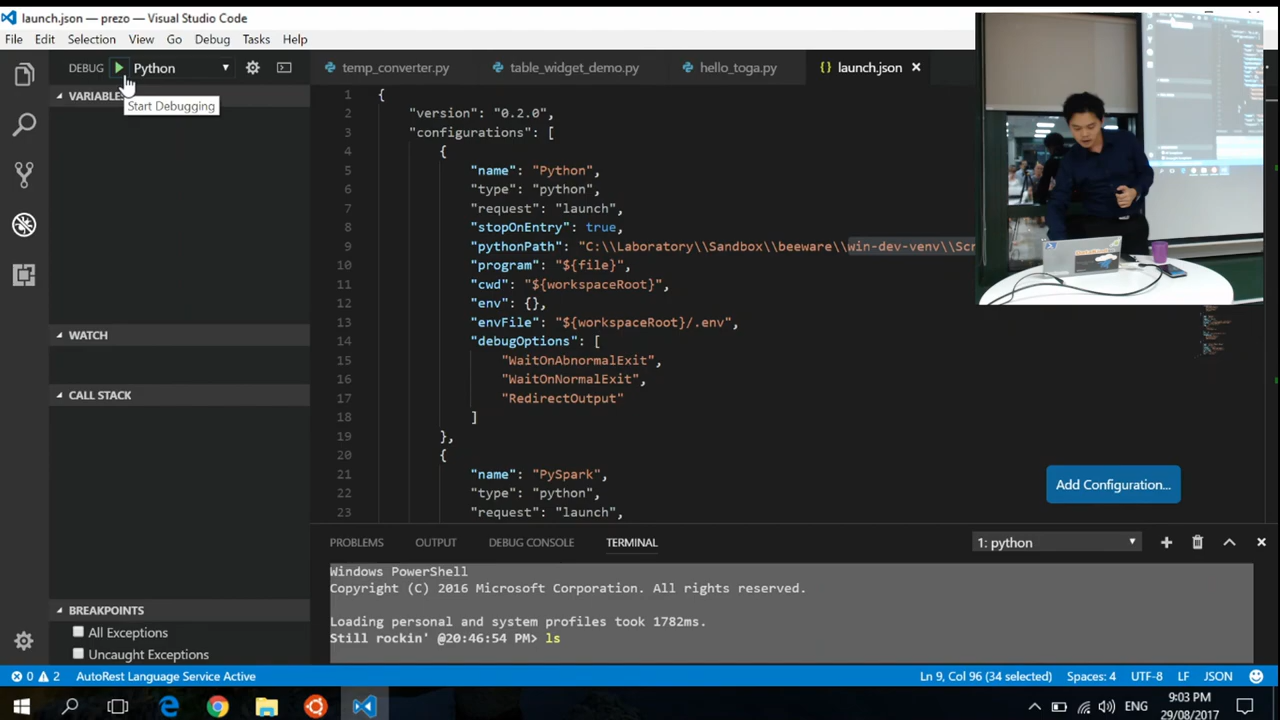 launch.json — prezo — Visual Studio Code
File Edit Selection View Go Debug Tasks Help
DEBUG Python
temp_converter.py table_widget_demo.py hello_toga.py {} launch.json
VARIABLE
Start Debugging
WATCH
CALL STACK
BREAKPOINTS
All Exceptions
Uncaught Exceptions
1 {
2 "version": "0.2.0",
3 "configurations": [
4 {
5 "name": "Python",
6 "type": "python",
7 "request": "launch",
8 "stopOnEntry": true,
9 "pythonPath": "C:\\Laboratory\\Sandbox\\beeware\\win-dev-venv\\Scr
10 "program": "${file}",
11 "cwd": "${workspaceRoot}",
12 "env": {},
13 "envFile": "${workspaceRoot}/.env",
14 "debugOptions": [
15 "WaitOnAbnormalExit",
16 "WaitOnNormalExit",
17 "RedirectOutput"
18 ]
19 },
20 {
21 "name": "PySpark",
22 "type": "python",
23 "request": "launch",
Add Configuration...
PROBLEMS OUTPUT DEBUG CONSOLE TERMINAL 1: python
Windows PowerShell
Copyright (C) 2016 Microsoft Corporation. All rights reserved.
Loading personal and system profiles took 1782ms.
Still rockin' @20:46:54 PM> ls
0 2 AutoRest Language Service Active Ln 9, Col 96 (34 selected) Spaces: 4 UTF-8 LF JSON
ENG 9:03 PM
29/08/2017